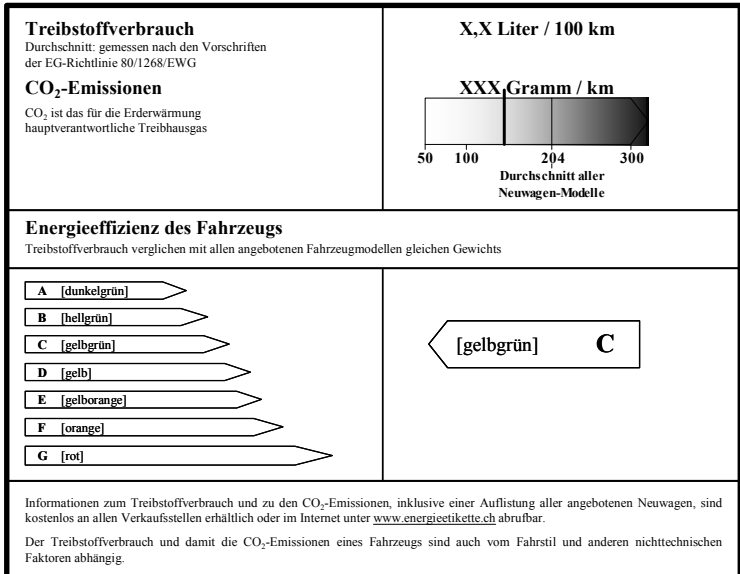 Treibstoffverbrauch
Durchschnitt: gemessen nach den Vorschriften
der EG-Richtlinie 80/1268/EWG
X,X Liter / 100 km
CO₂-Emissionen
CO₂ ist das für die Erderwärmung
hauptverantwortliche Treibhausgas
XXX Gramm / km
50 100 204 300
Durchschnitt aller
Neuwagen-Modelle
Energieeffizienz des Fahrzeugs
Treibstoffverbrauch verglichen mit allen angebotenen Fahrzeugmodellen gleichen Gewichts
A [dunkelgrün]
B [hellgrün]
C [gelbgrün]
D [gelb]
E [gelborange]
F [orange]
G [rot]
[gelbgrün] C
Informationen zum Treibstoffverbrauch und zu den CO₂-Emissionen, inklusive einer Auflistung aller angebotenen Neuwagen, sind
kostenlos an allen Verkaufsstellen erhältlich oder im Internet unter www.energieetikette.ch abrufbar.
Der Treibstoffverbrauch und damit die CO₂-Emissionen eines Fahrzeugs sind auch vom Fahrstil und anderen nichttechnischen
Faktoren abhängig.